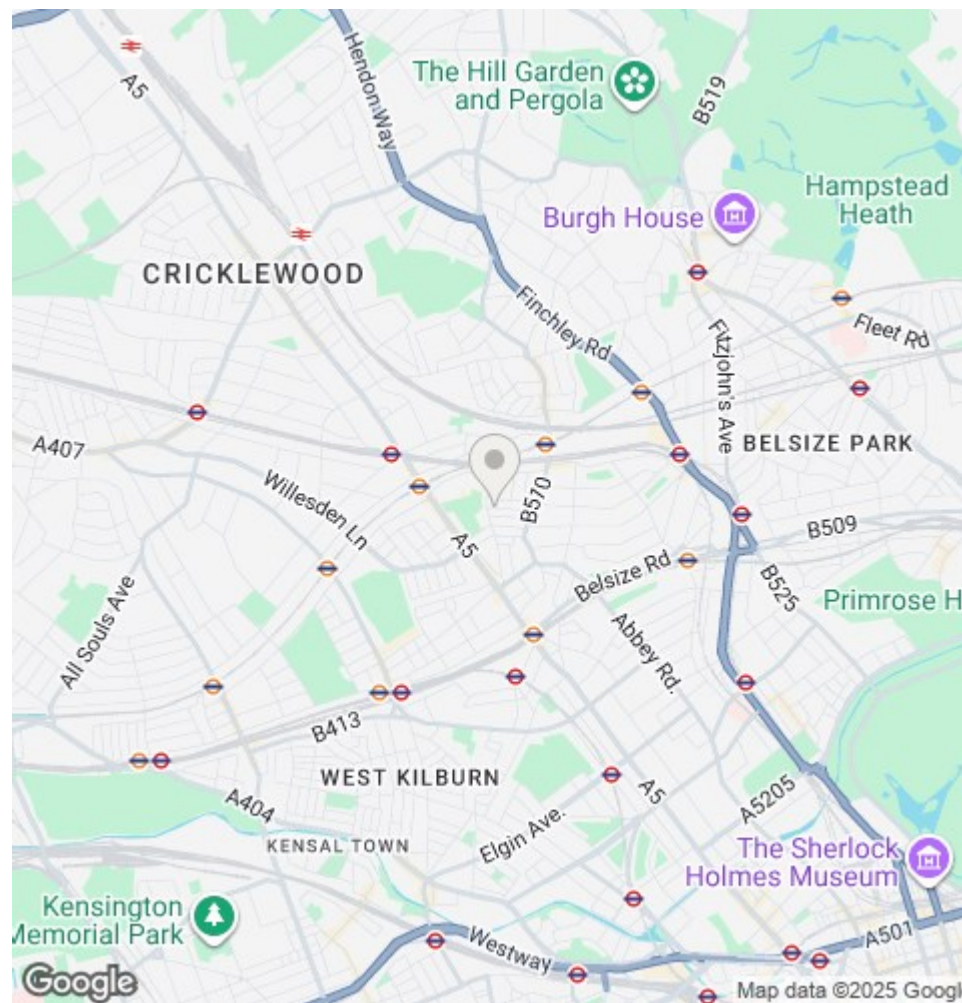 Hendon Way
The Hill Garden
and Pergola
B519
A5
Burgh House
Hampstead
Heath
CRICKLEWOOD
Finchley Rd
Fitzjohn's Ave
Fleet Rd
A407
BELSIZE PARK
Willesden Ln
B570
A5
B509
Belsize Rd
B525
Primrose H
All Souls Ave
Abbey Rd.
B413
WEST KILBURN
A5
A5205
A404
Elgin Ave.
KENSAL TOWN
The Sherlock
Holmes Museum
Kensington
Memorial Park
Westway
A501
Google
Map data ©2025 Google